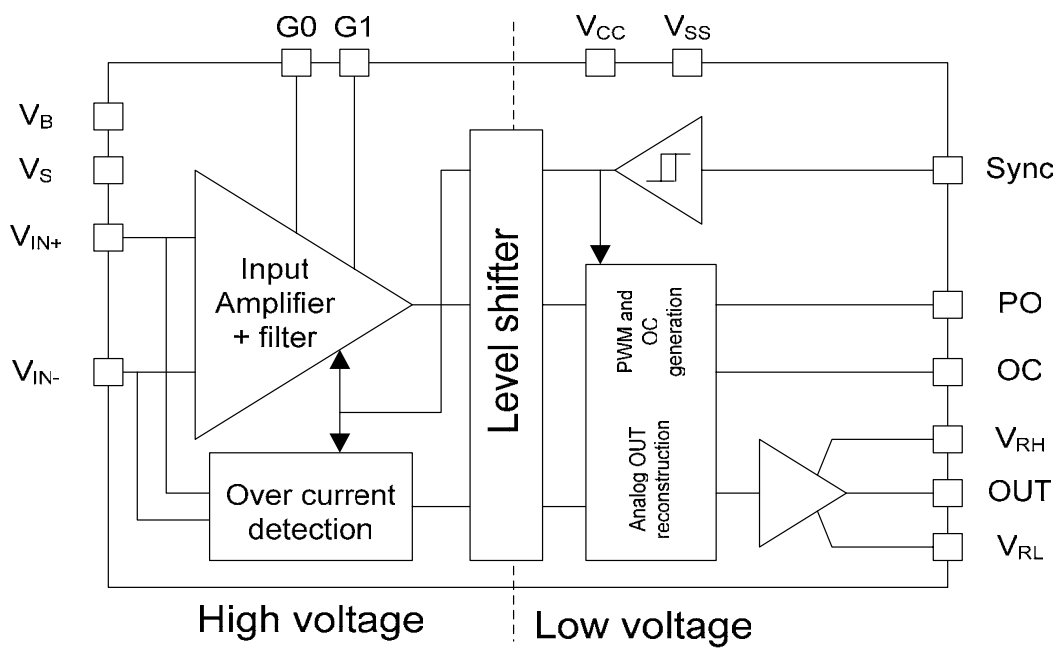 G0 G1 VCC VSS
VB
VS
Sync
VIN+
Input
Amplifier
+ filter
Level shifter
PWM and
OC
generation
PO
VIN-
OC
Analog OUT
reconstruction
VRH
Over current
detection
OUT
VRL
High voltage
Low voltage